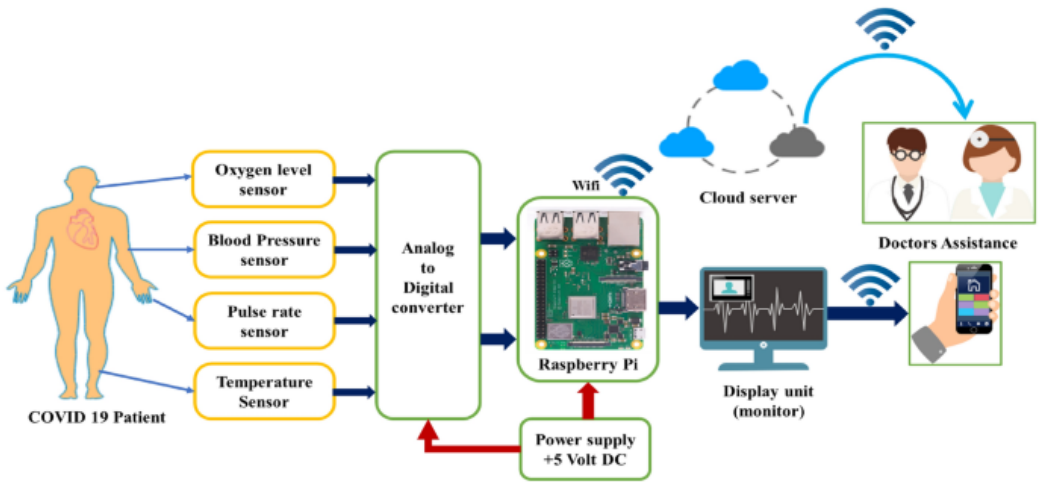 Oxygen level
sensor
Blood Pressure
sensor
Pulse rate
sensor
Temperature
Sensor
COVID 19 Patient
Analog
to
Digital
converter
Wifi
Raspberry Pi
Power supply
+5 Volt DC
Cloud server
Doctors Assistance
Display unit
(monitor)